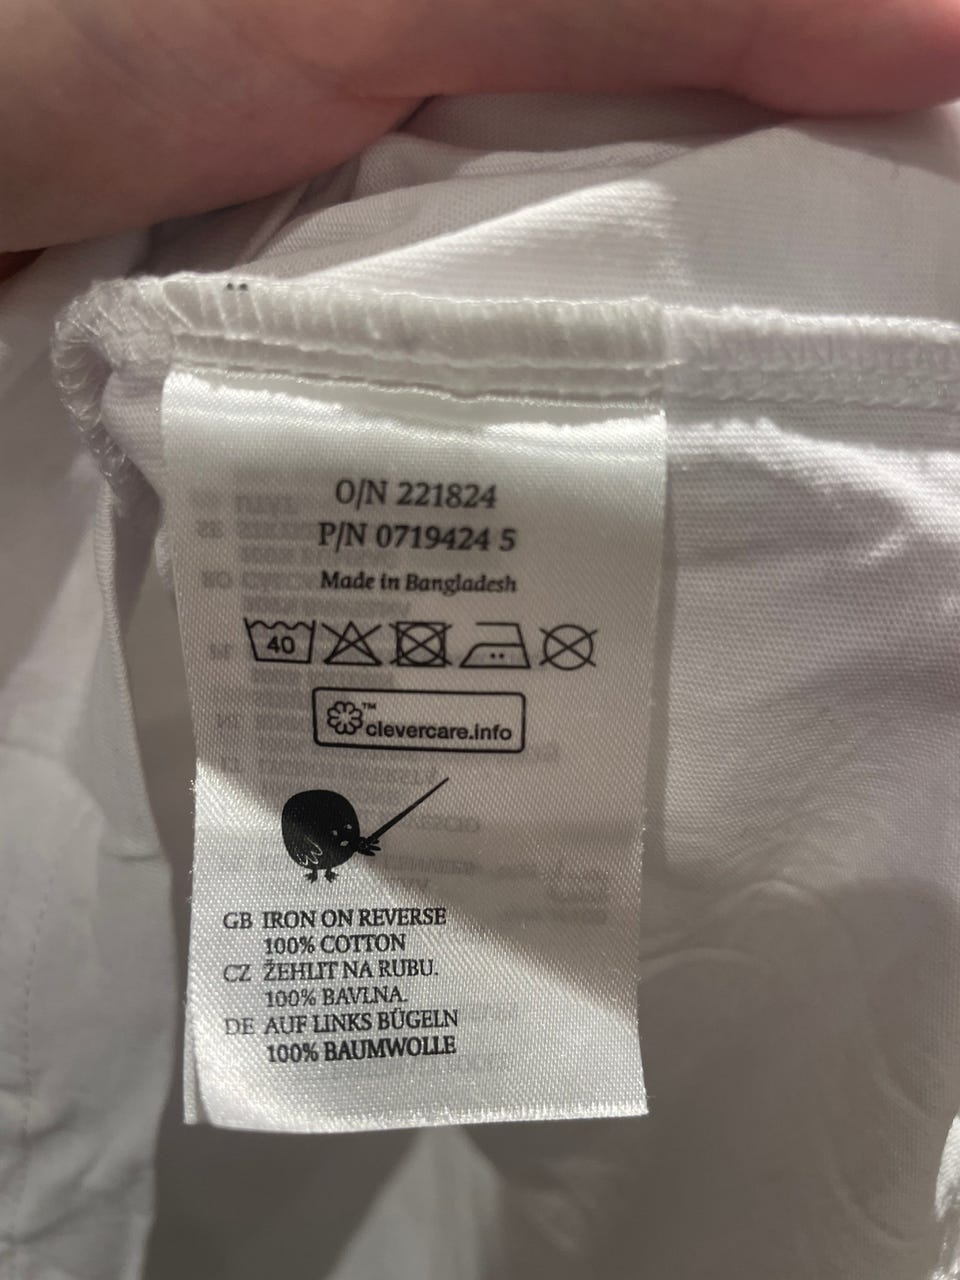 O/N 221824
P/N 0719424 5
Made in Bangladesh
40
™
clevercare.info
GB IRON ON REVERSE
100% COTTON
CZ ŽEHLIT NA RUBU.
100% BAVLNA.
DE AUF LINKS BÜGELN
100% BAUMWOLLE